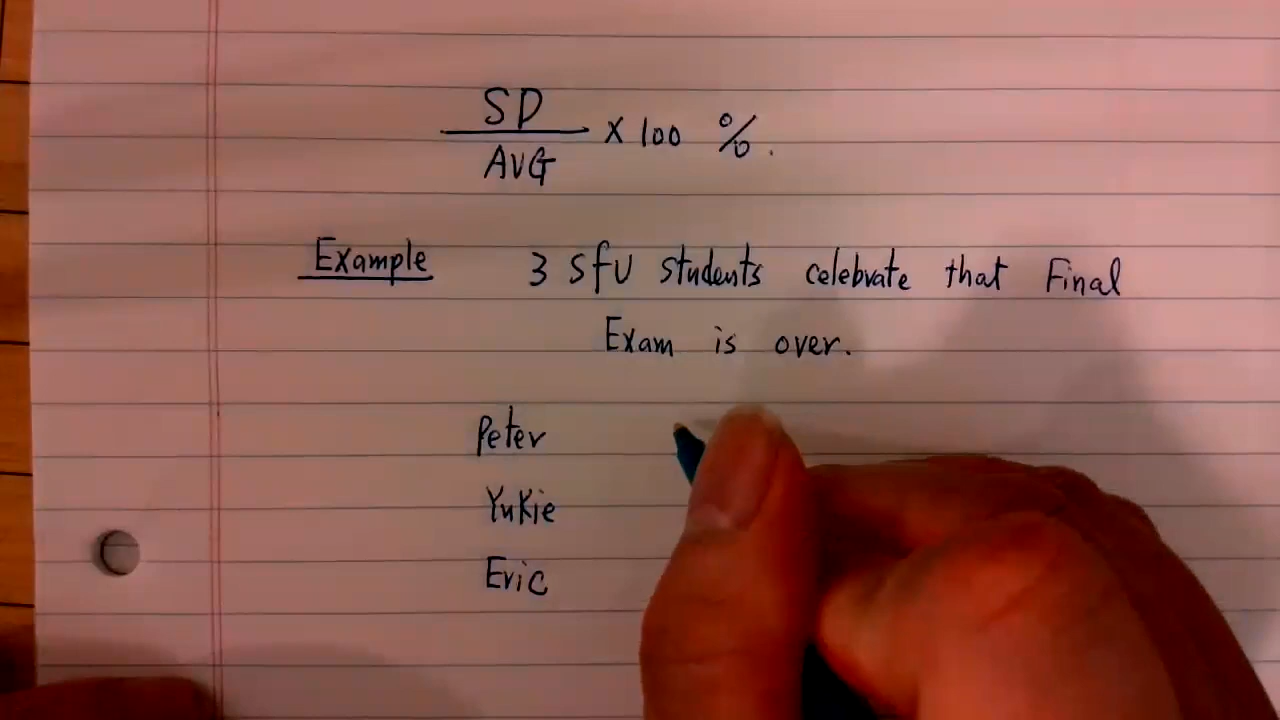 SD
AVG × 100 %.
Example 3 SFU students celebrate that Final
Exam is over.
Peter
Yukie
Eric